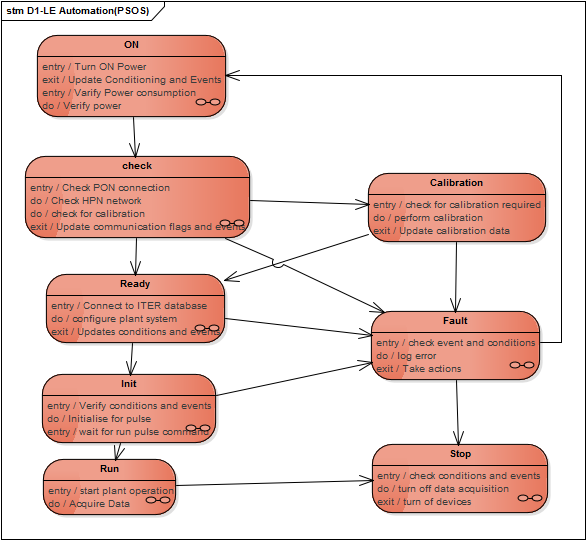 stm D1-LE Automation(PSOS)
ON
entry / Turn ON Power
exit / Update Conditioning and Events
entry / Varify Power consumption
do / Verify power
check
entry / Check PON connection
do / Check HPN network
do / check for calibration
exit / Update communication flags and events
Calibration
entry / check for calibration required
do / perform calibration
exit / Update calibration data
Ready
entry / Connect to ITER database
do / configure plant system
exit / Updates conditions and events
Fault
entry / check event and conditions
do / log error
exit / Take actions
Init
entry / Verify conditions and events
do / Initialise for pulse
entry / wait for run pulse command
Run
entry / start plant operation
do / Acquire Data
Stop
entry / check conditions and events
do / turn off data acquisition
exit / turn of devices